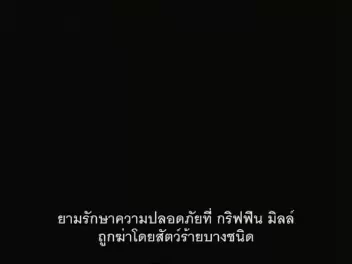 ยามรักษาความปลอดภัยที่ กริฟฟีน มิลล์
ถูกฆ่าโดยสัตว์ร้ายบางชนิด